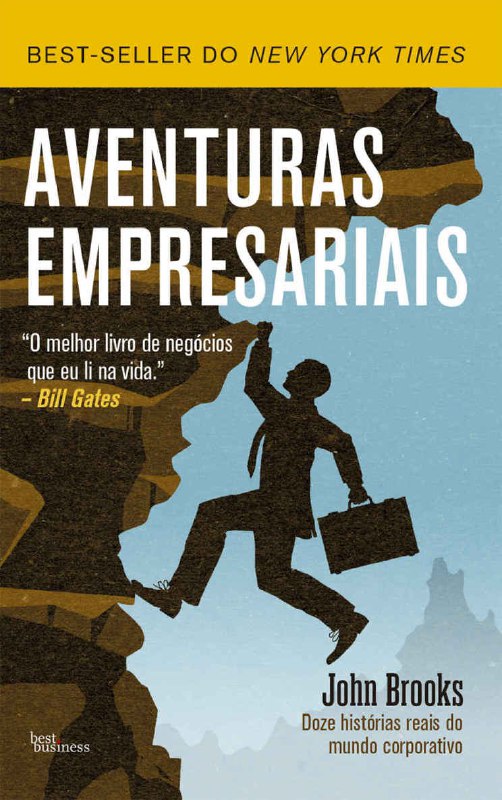 BEST-SELLER DO NEW YORK TIMES
AVENTURAS
EMPRESARIAIS
“O melhor livro de negócios
que eu li na vida.”
– Bill Gates
John Brooks
Doze histórias reais do
mundo corporativo
best.
business